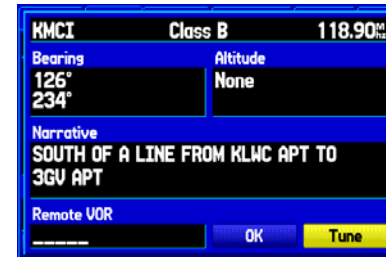 KMCI Class B 118.90 MHz
Bearing Altitude
126° None
234°
Narrative
SOUTH OF A LINE FROM KLWC APT TO
3GV APT
Remote VOR
_____ OK Tune